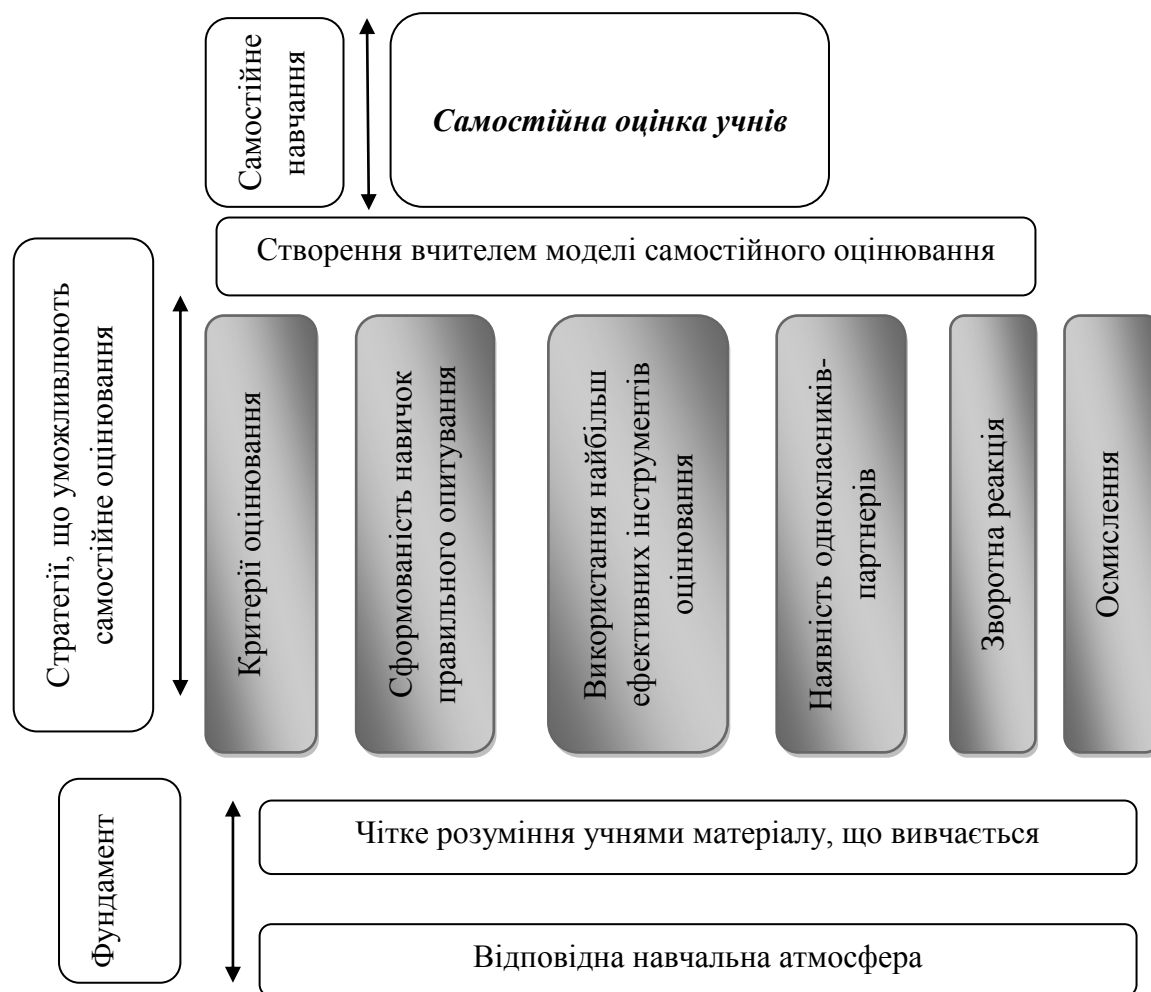 Самостійне
навчання
Самостійна оцінка учнів
Створення вчителем моделі самостійного оцінювання
Стратегії, що уможливлюють
самостійне оцінювання
Критерії оцінювання
Сформованість навичок
правильного опитування
Використання найбільш
ефективних інструментів
оцінювання
Наявність однокласників-
партнерів
Зворотна реакція
Осмислення
Фундамент
Чітке розуміння учнями матеріалу, що вивчається
Відповідна навчальна атмосфера